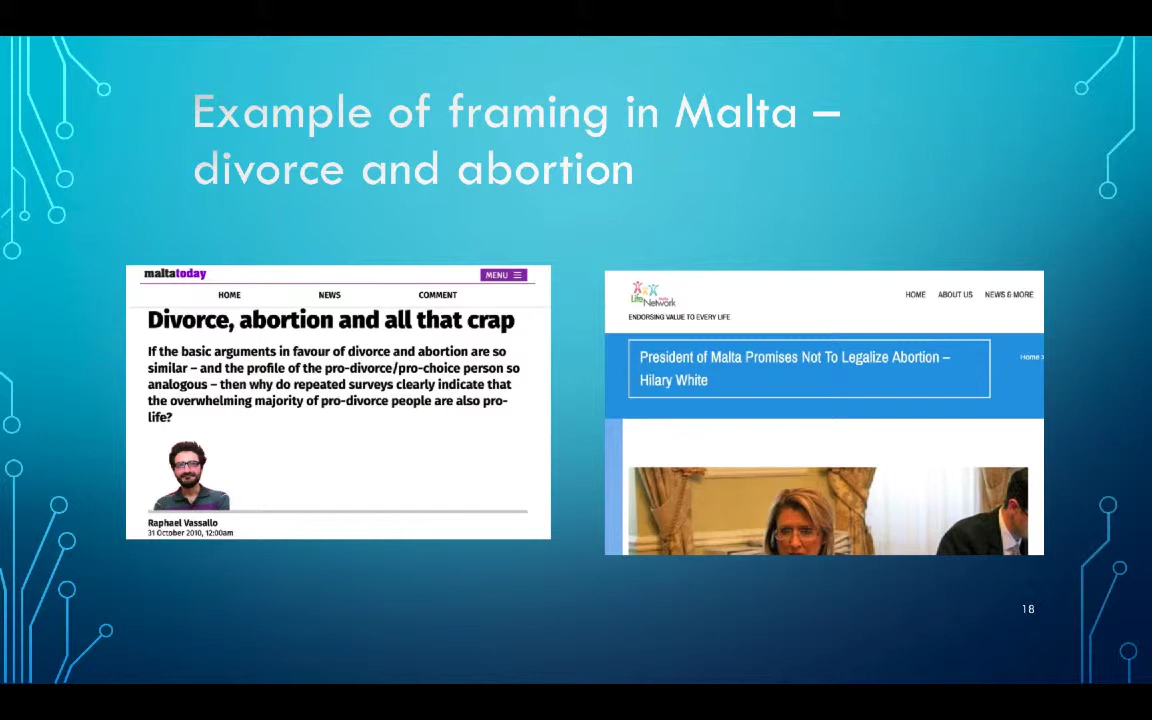 Example of framing in Malta –
divorce and abortion
maltatoday
MENU
HOME NEWS COMMENT
Divorce, abortion and all that crap
If the basic arguments in favour of divorce and abortion are so
similar – and the profile of the pro-divorce/pro-choice person so
analogous – then why do repeated surveys clearly indicate that
the overwhelming majority of pro-divorce people are also pro-
life?
Raphael Vassallo
31 October 2010, 12:00am
Life Network Malta
ENDORSING VALUE TO EVERY LIFE
HOME ABOUT US NEWS & MORE
President of Malta Promises Not To Legalize Abortion –
Hilary White
Home
18